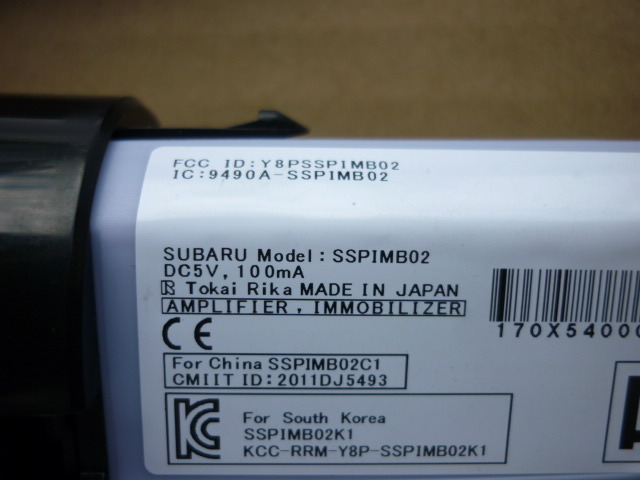 FCC ID:Y8PSSPIMB02
IC:9490A-SSPIMB02
SUBARU Model:SSPIMB02
DC5V, 100mA
R Tokai Rika MADE IN JAPAN
AMPLIFIER, IMMOBILIZER
CE
For China SSPIMB02C1
CMIIT ID:2011DJ5493
For South Korea
SSPIMB02K1
KCC-RRM-Y8P-SSPIMB02K1
170X54000